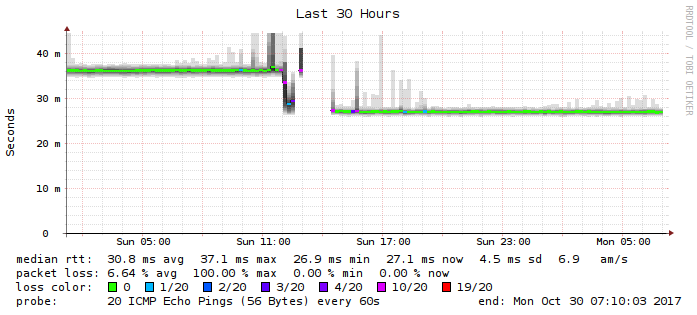 Last 30 Hours
RRDTOOL / TOBI OETIKER
Seconds
40 m
30 m
20 m
10 m
0
Sun 05:00 Sun 11:00 Sun 17:00 Sun 23:00 Mon 05:00
median rtt: 30.8 ms avg 37.1 ms max 26.9 ms min 27.1 ms now 4.5 ms sd 6.9 am/s
packet loss: 6.64 % avg 100.00 % max 0.00 % min 0.00 % now
loss color: 0 1/20 2/20 3/20 4/20 10/20 19/20
probe: 20 ICMP Echo Pings (56 Bytes) every 60s end: Mon Oct 30 07:10:03 2017